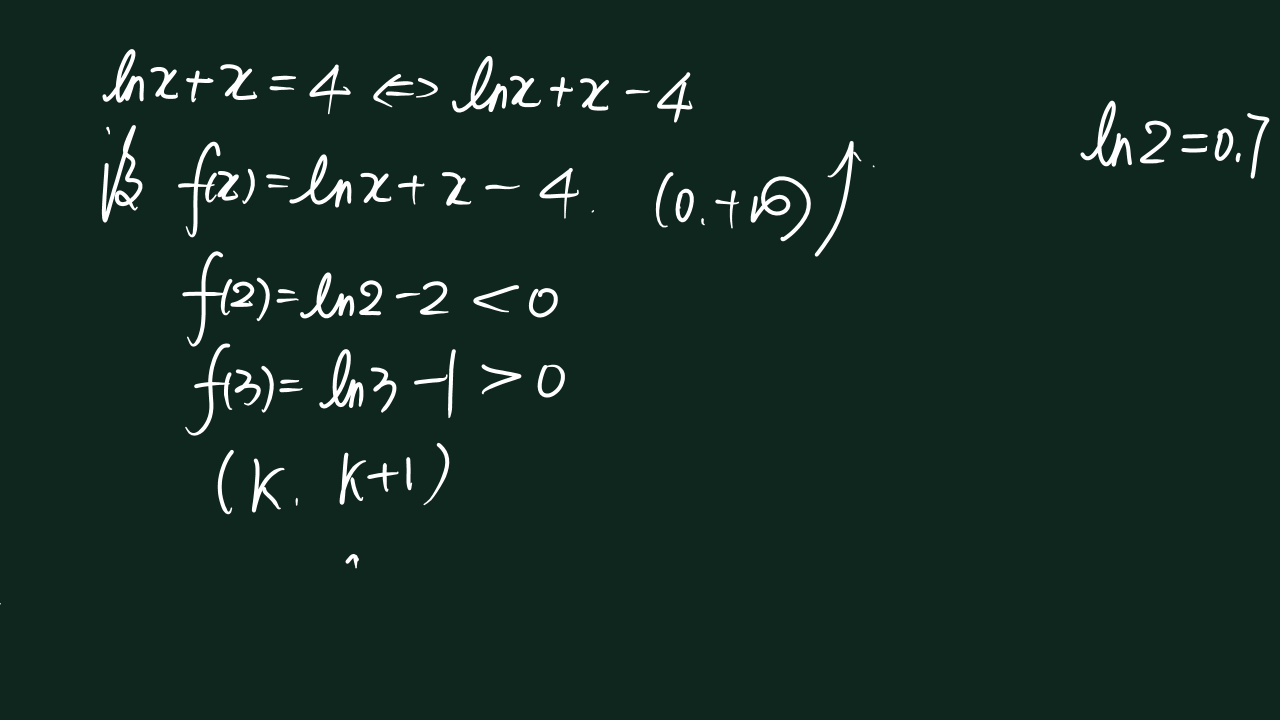 lnx+x=4 ⇔ lnx+x-4
设 f(x)=lnx+x-4. (0.+∞)↑
ln2=0.7
f(2)=ln2-2<0
f(3)=ln3-1>0
(k. k+1)